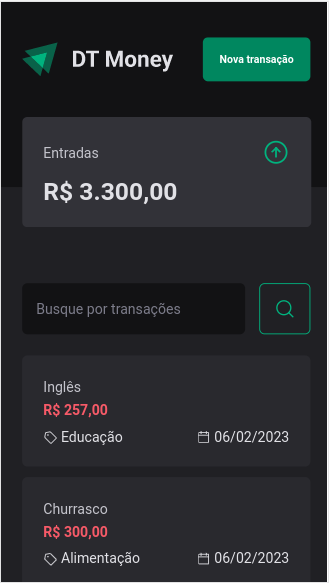 DT Money
Nova transação
Entradas
R$ 3.300,00
Busque por transações
Inglês
R$ 257,00
Educação
06/02/2023
Churrasco
R$ 300,00
Alimentação
06/02/2023